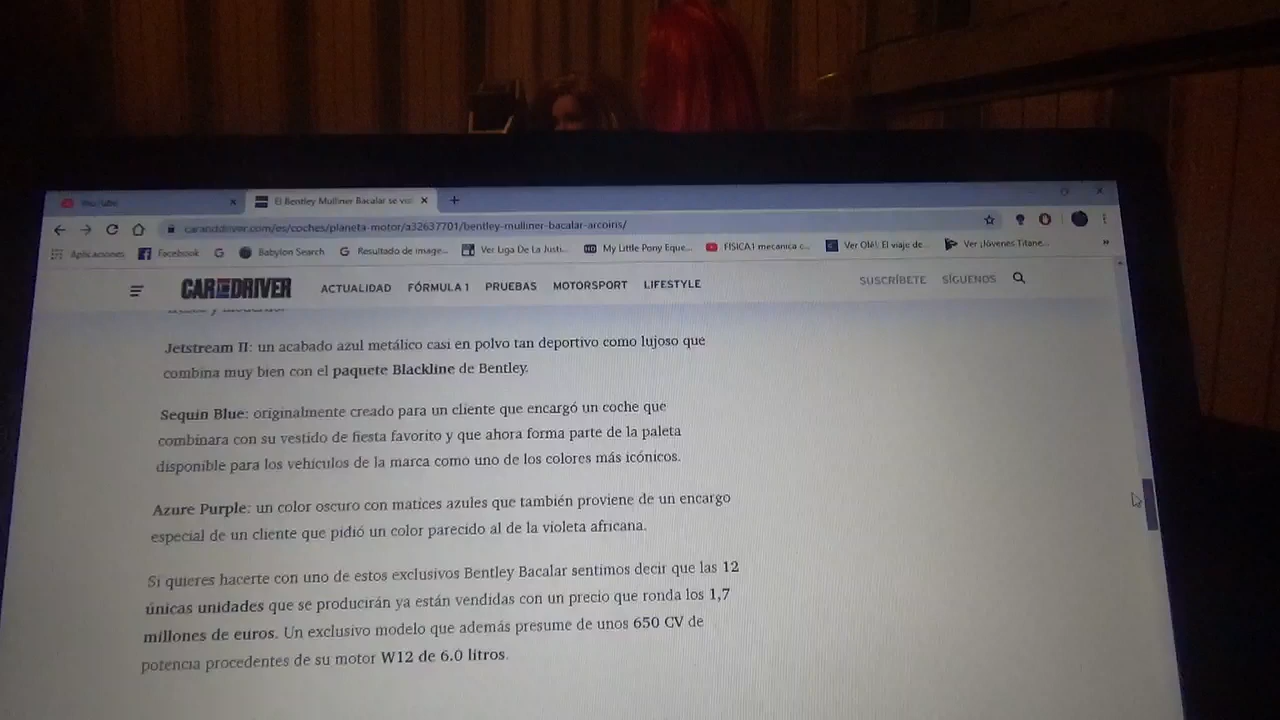 YouTube
El Bentley Mulliner Bacalar se vu
caranddriver.com/es/coches/planeta-motor/a32637701/bentley-mulliner-bacalar-arcoiris/
Aplicaciones Facebook Babylon Search Resultado de image... Ver Liga De La Justi... My Little Pony Eque... FÍSICA1 mecanica c... Ver Olé!: El viaje de... Ver ¡Jóvenes Titane...
CAR DRIVER ACTUALIDAD FÓRMULA 1 PRUEBAS MOTORSPORT LIFESTYLE SUSCRÍBETE SÍGUENOS
Jetstream II: un acabado azul metálico casi en polvo tan deportivo como lujoso que
combina muy bien con el paquete Blackline de Bentley.
Sequin Blue: originalmente creado para un cliente que encargó un coche que
combinara con su vestido de fiesta favorito y que ahora forma parte de la paleta
disponible para los vehículos de la marca como uno de los colores más icónicos.
Azure Purple: un color oscuro con matices azules que también proviene de un encargo
especial de un cliente que pidió un color parecido al de la violeta africana.
Si quieres hacerte con uno de estos exclusivos Bentley Bacalar sentimos decir que las 12
únicas unidades que se producirán ya están vendidas con un precio que ronda los 1,7
millones de euros. Un exclusivo modelo que además presume de unos 650 CV de
potencia procedentes de su motor W12 de 6.0 litros.